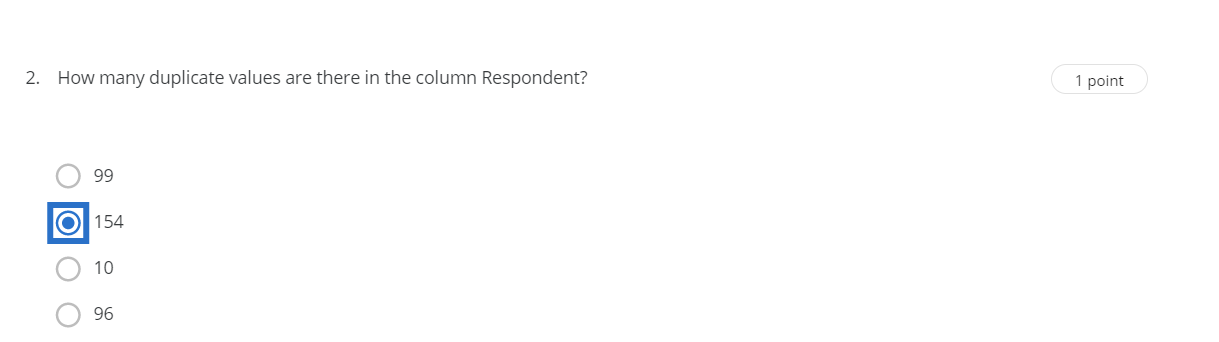 2. How many duplicate values are there in the column Respondent?
1 point
99
154
10
96